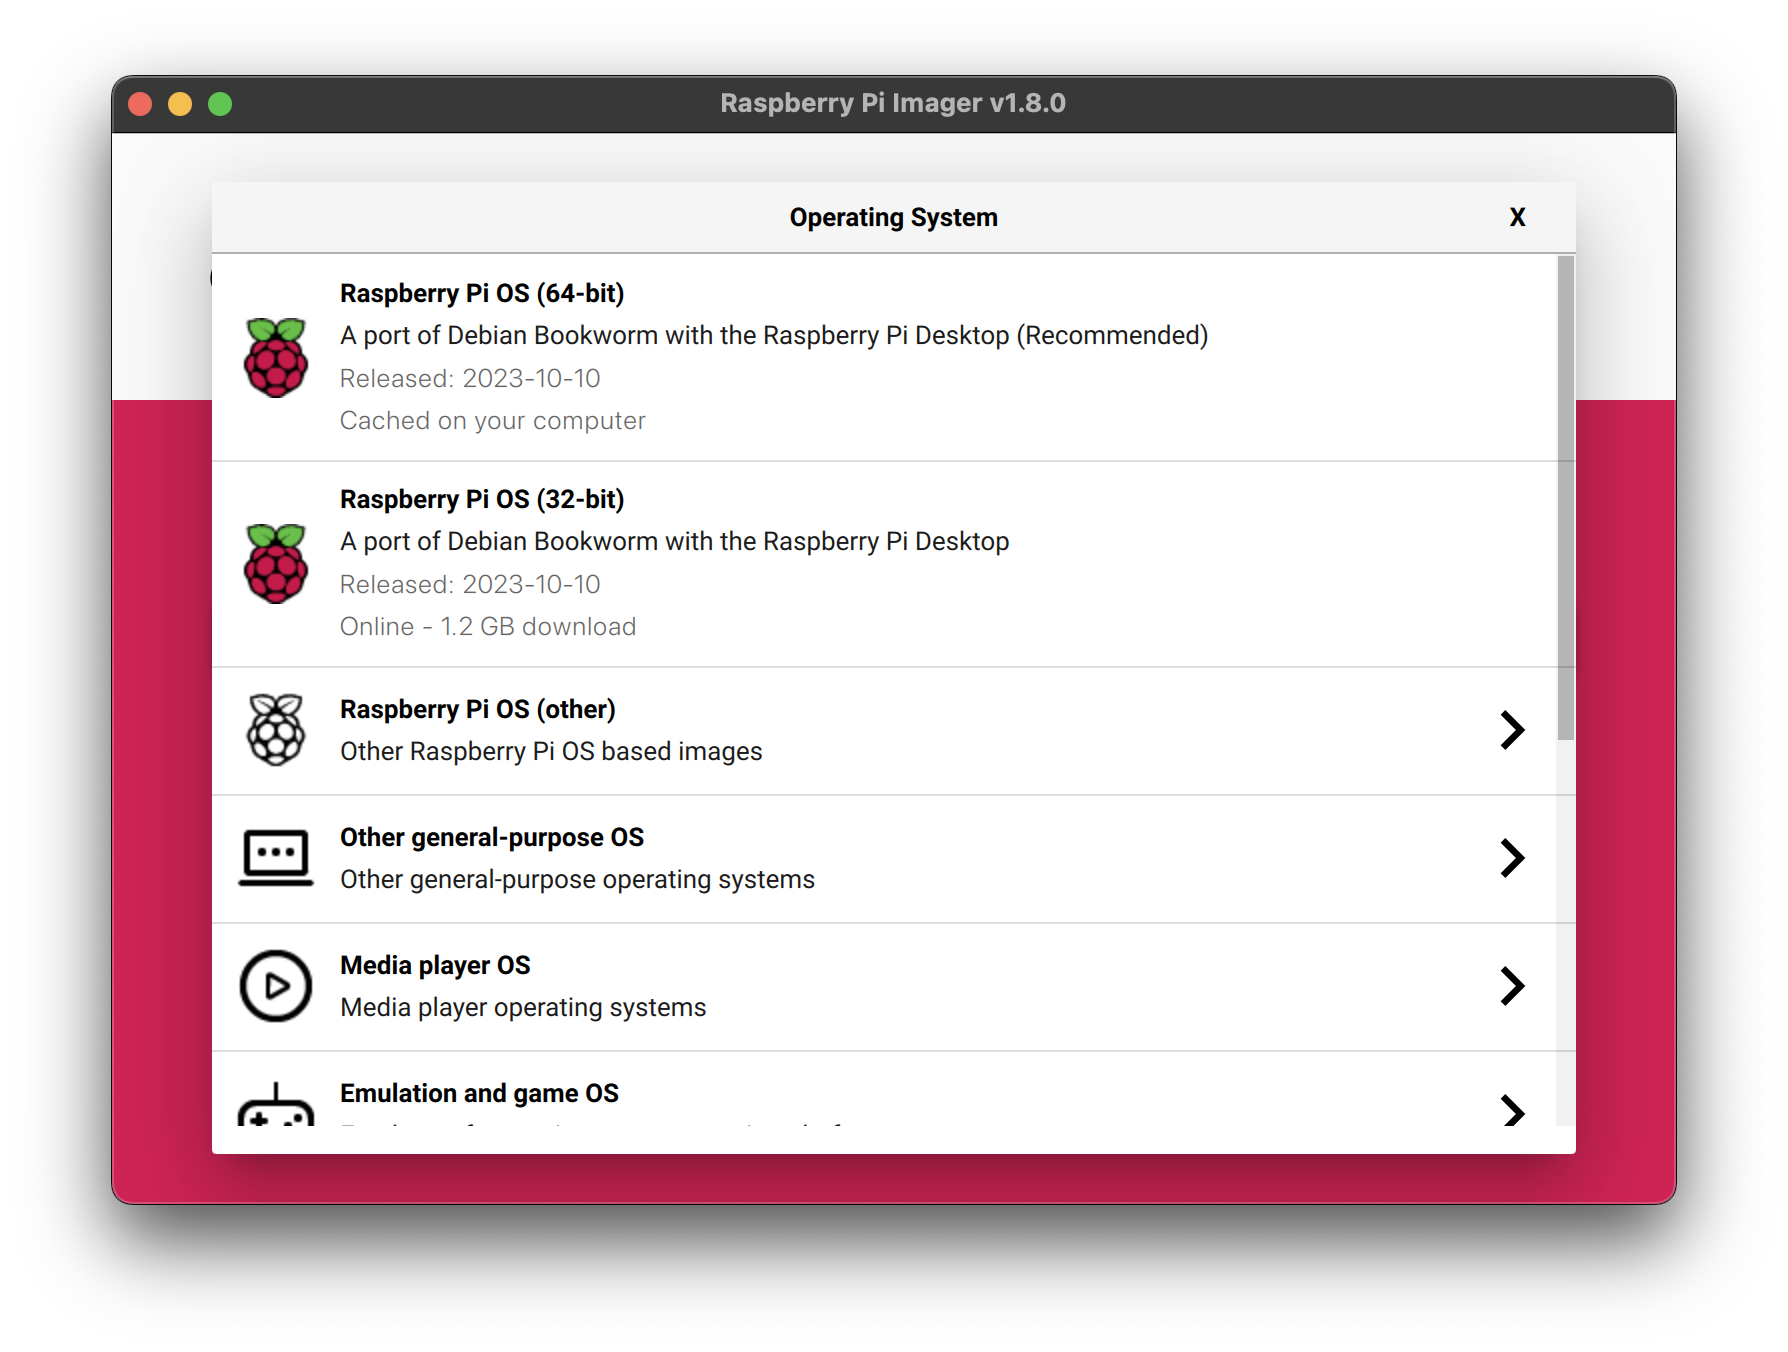 Raspberry Pi Imager v1.8.0
Operating System
X
Raspberry Pi OS (64-bit)
A port of Debian Bookworm with the Raspberry Pi Desktop (Recommended)
Released: 2023-10-10
Cached on your computer
Raspberry Pi OS (32-bit)
A port of Debian Bookworm with the Raspberry Pi Desktop
Released: 2023-10-10
Online - 1.2 GB download
Raspberry Pi OS (other)
Other Raspberry Pi OS based images
Other general-purpose OS
Other general-purpose operating systems
Media player OS
Media player operating systems
Emulation and game OS